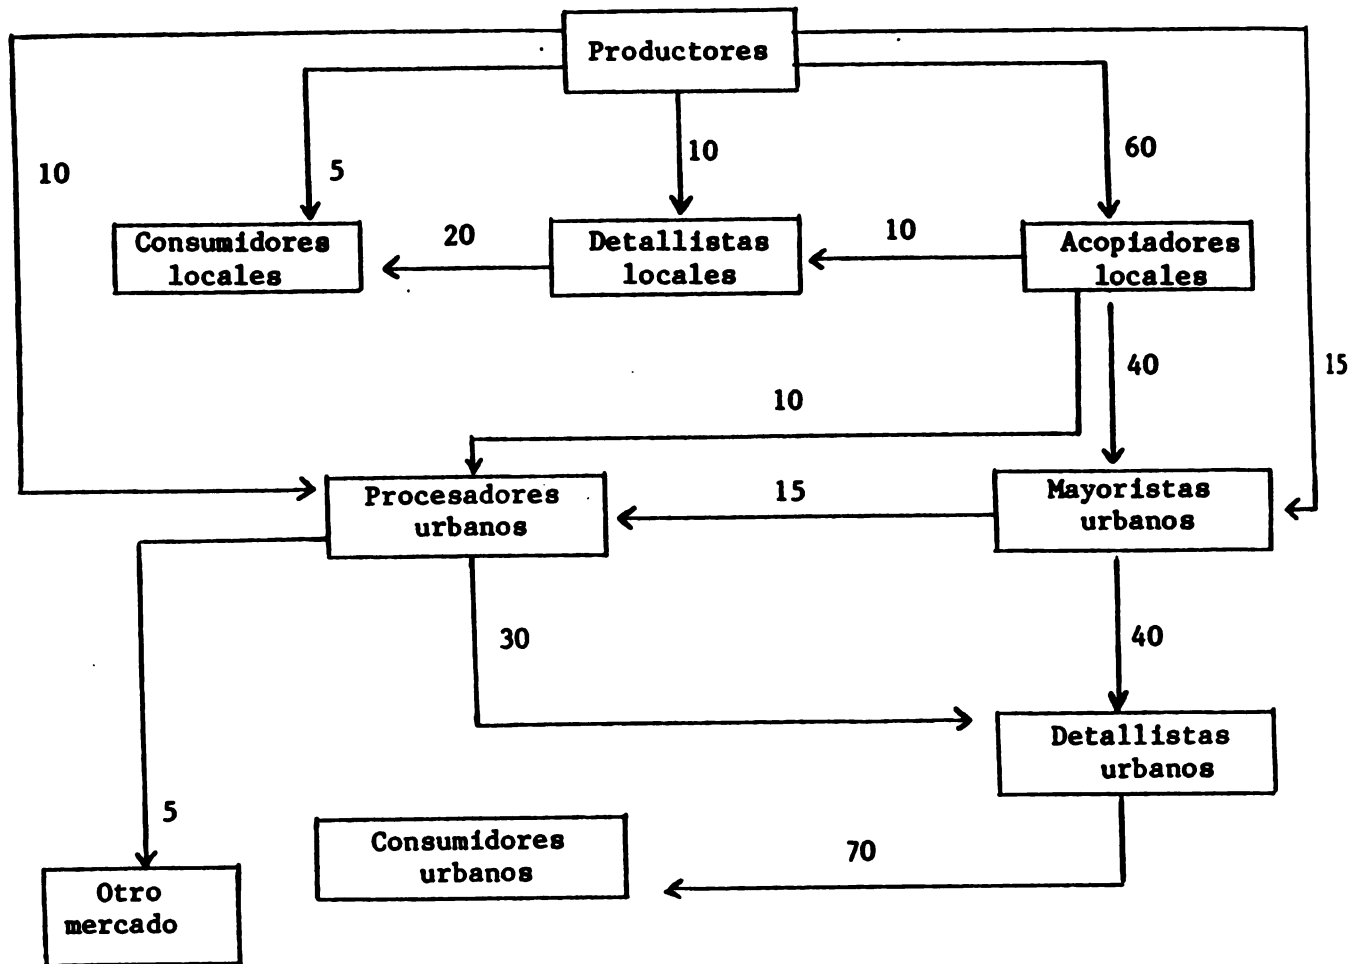 Productores
10
5
10
60
Consumidores
locales
20
Detallistas
locales
10
Acopiadores
locales
10
40
15
Procesadores
urbanos
15
Mayoristas
urbanos
30
40
Detallistas
urbanos
5
Consumidores
urbanos
70
Otro
mercado